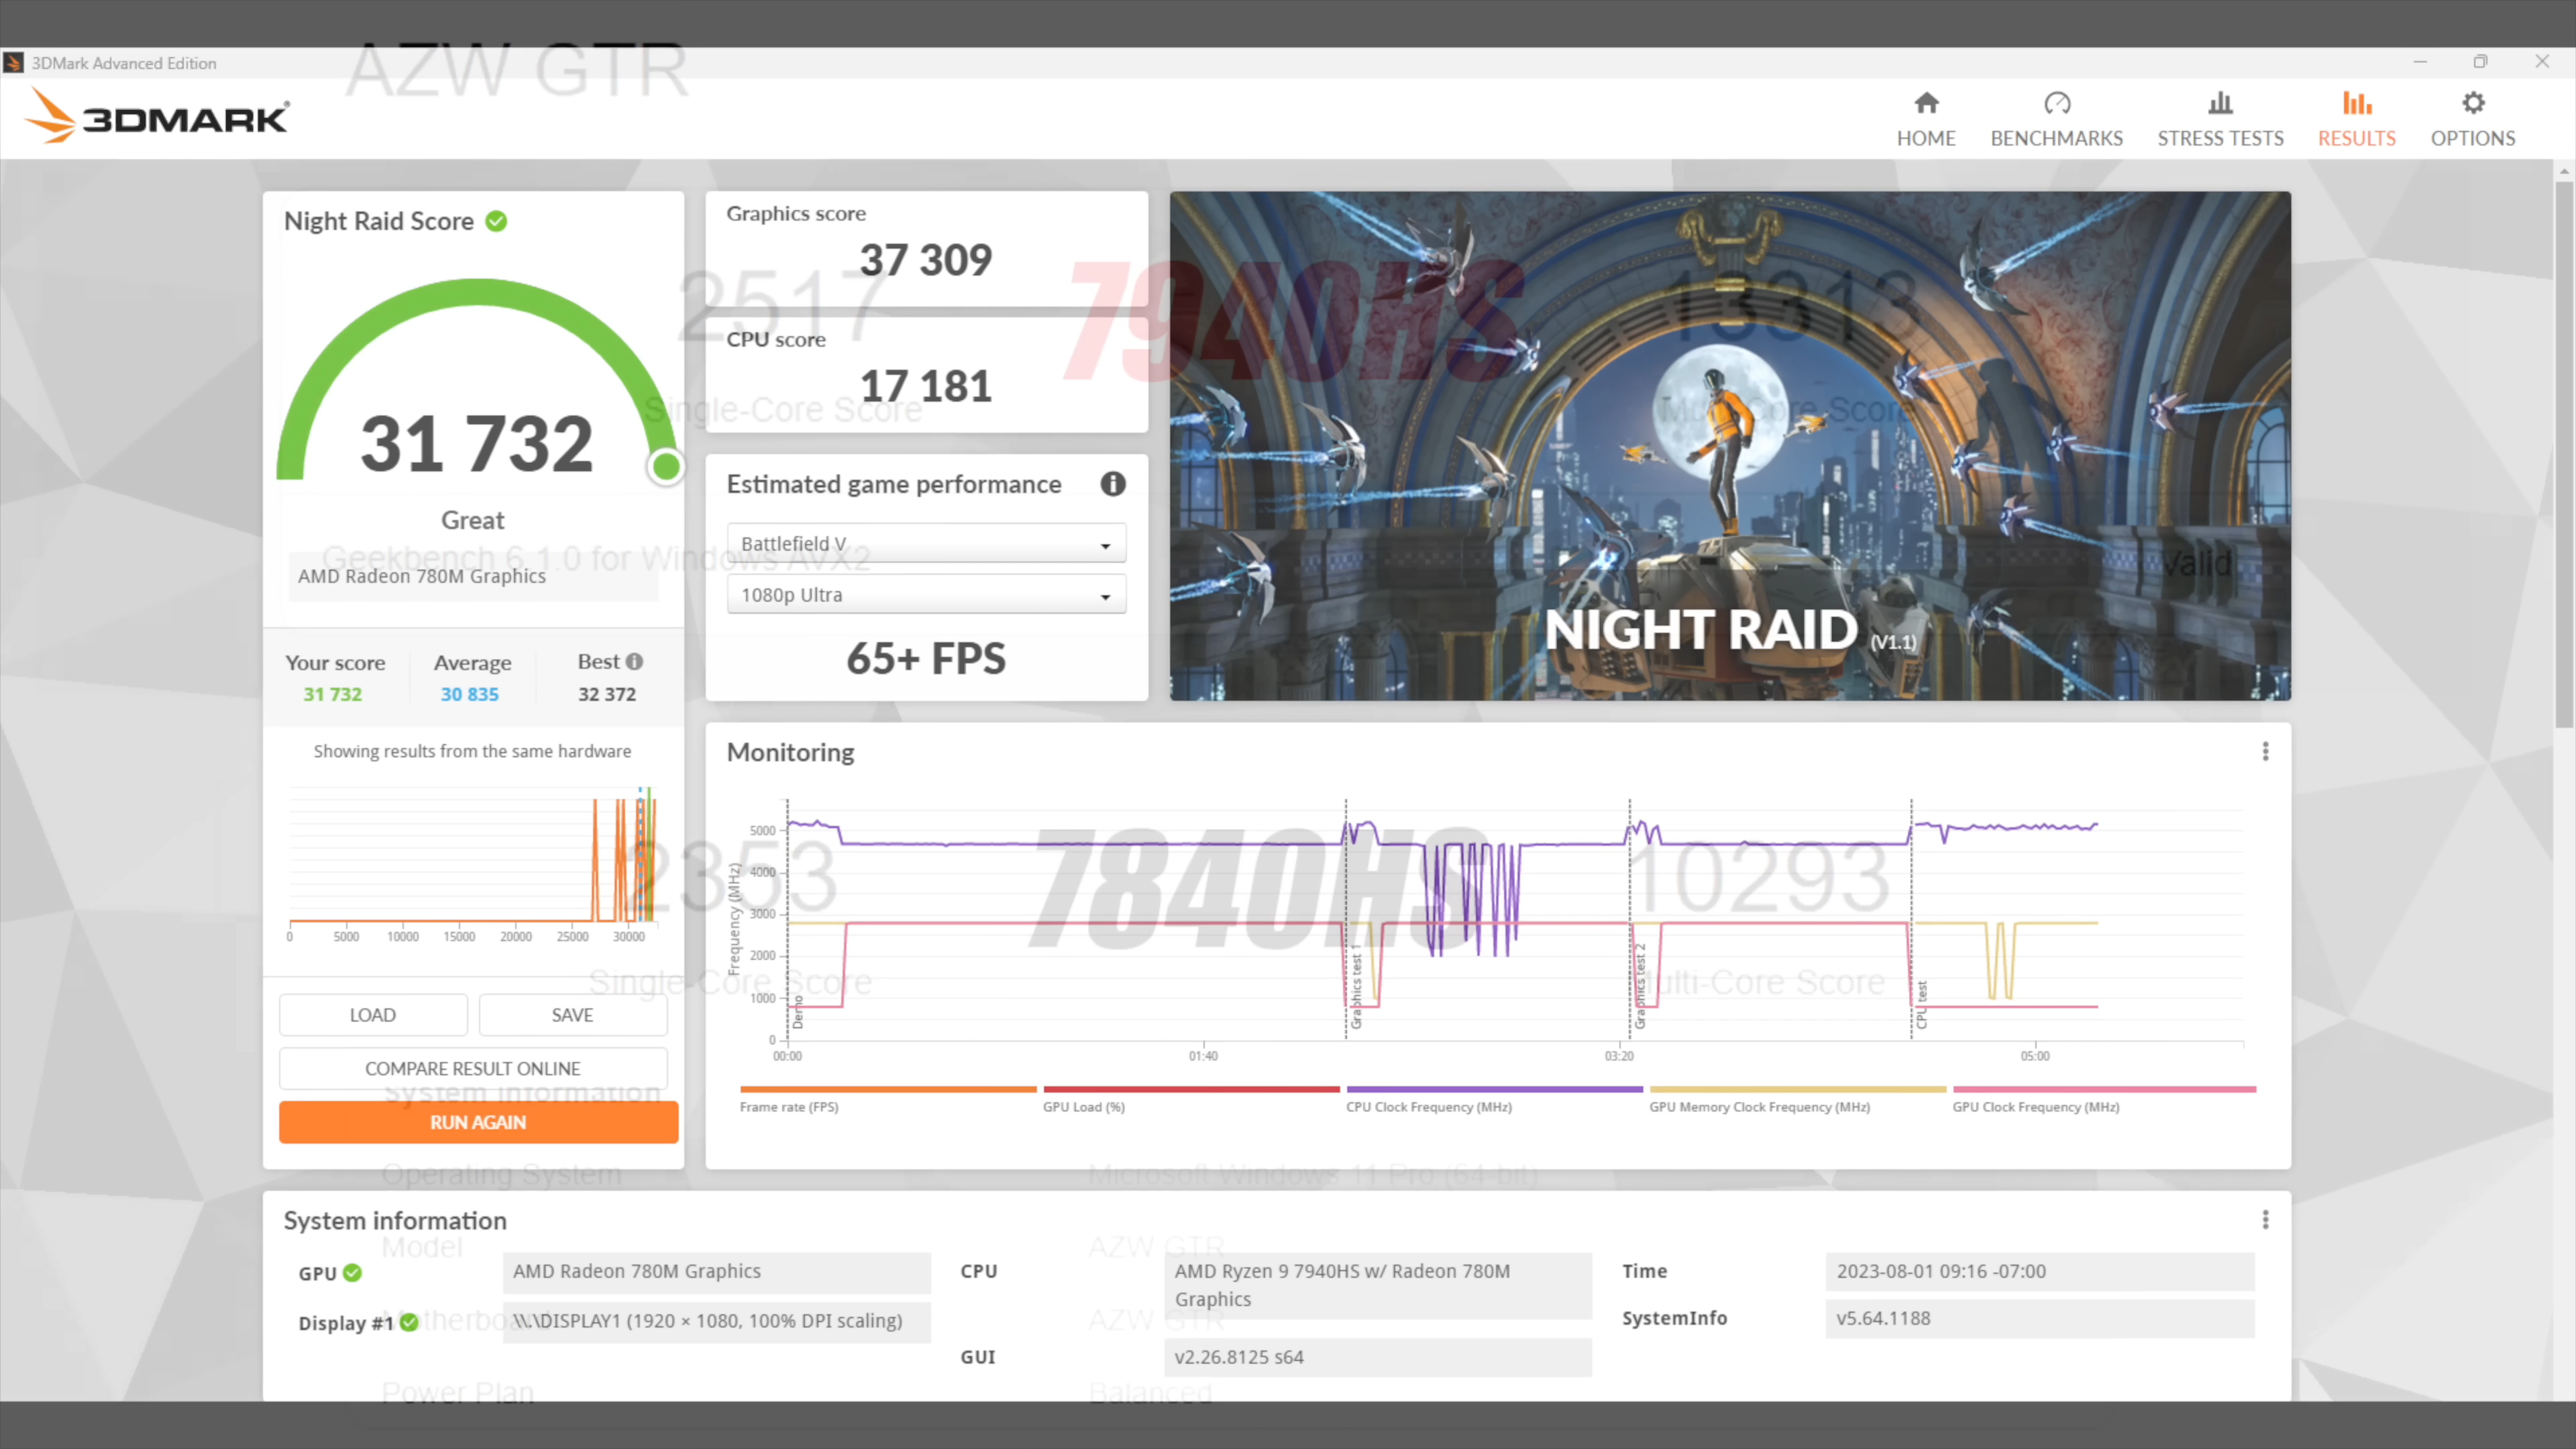 3DMark Advanced Edition
AZW GTR
3DMARK
HOME
BENCHMARKS
STRESS TESTS
RESULTS
OPTIONS
Night Raid Score
31 732
Great
AMD Radeon 780M Graphics
Geekbench 6.1.0 for Windows AVX2
Your score
31 732
Average
30 835
Best
32 372
Showing results from the same hardware
0 5000 10000 15000 20000 25000 30000
LOAD
SAVE
COMPARE RESULT ONLINE
System Information
RUN AGAIN
Graphics score
37 309
2517
7940HS
13313
CPU score
17 181
Single-Core Score
Multi-Core Score
Estimated game performance
Battlefield V
1080p Ultra
65+ FPS
Valid
NIGHT RAID (V1.1)
Monitoring
Frequency (MHz)
5000
4000
3000
2000
1000
0
2353
7840HS
10293
Single-Core Score
Multi-Core Score
Demo
Graphics test 1
Graphics test 2
CPU test
00:00 01:40 03:20 05:00
Frame rate (FPS)
GPU Load (%)
CPU Clock Frequency (MHz)
GPU Memory Clock Frequency (MHz)
GPU Clock Frequency (MHz)
Operating System
Microsoft Windows 11 Pro (64-bit)
System information
Model
AZW GTR
GPU
AMD Radeon 780M Graphics
CPU
AMD Ryzen 9 7940HS w/ Radeon 780M
Graphics
Time
2023-08-01 09:16 -07:00
Display #1
\\.\DISPLAY1 (1920 × 1080, 100% DPI scaling)
Motherboard
AZW GTR
SystemInfo
v5.64.1188
GUI
v2.26.8125 s64
Power Plan
Balanced